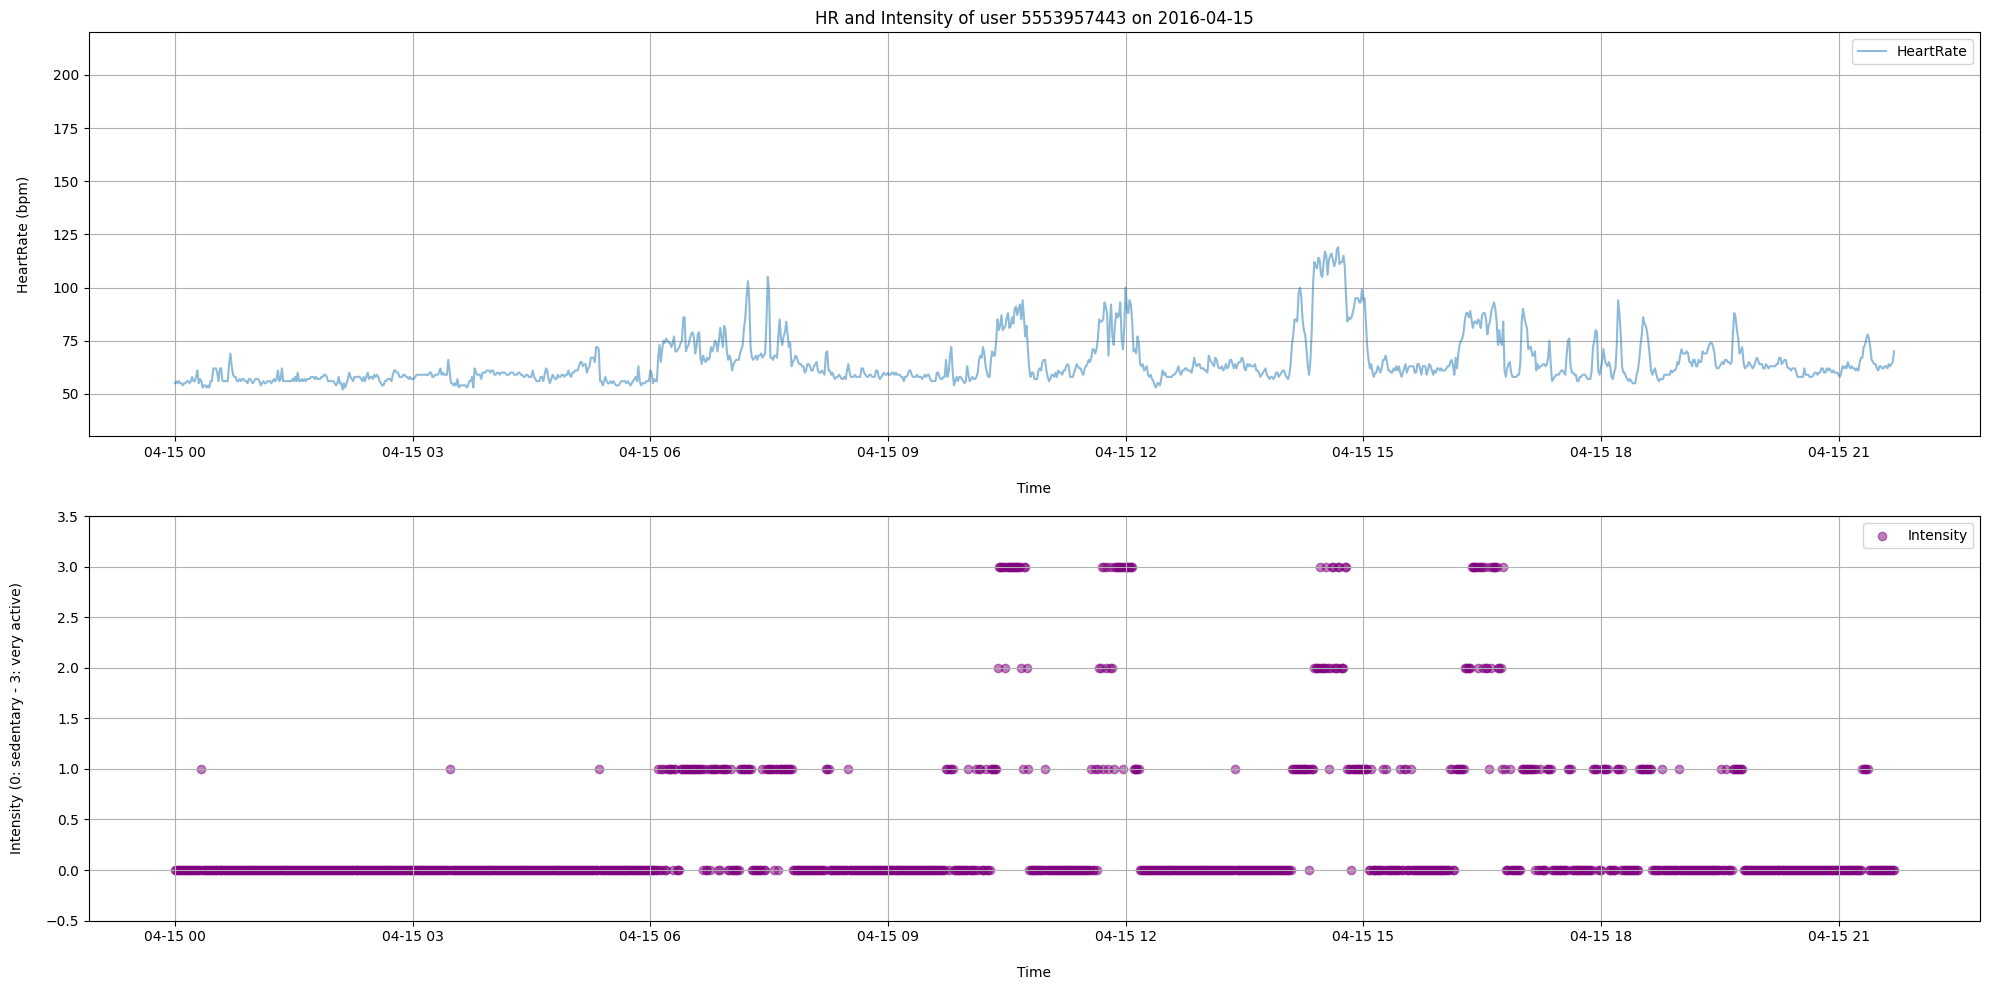 HR and Intensity of user 5553957443 on 2016-04-15
HeartRate
200
175
150
125
100
75
50
HeartRate (bpm)
04-15 00 04-15 03 04-15 06 04-15 09 04-15 12 04-15 15 04-15 18 04-15 21
Time
Intensity
3.5
3.0
2.5
2.0
1.5
1.0
0.5
0.0
−0.5
Intensity (0: sedentary - 3: very active)
04-15 00 04-15 03 04-15 06 04-15 09 04-15 12 04-15 15 04-15 18 04-15 21
Time